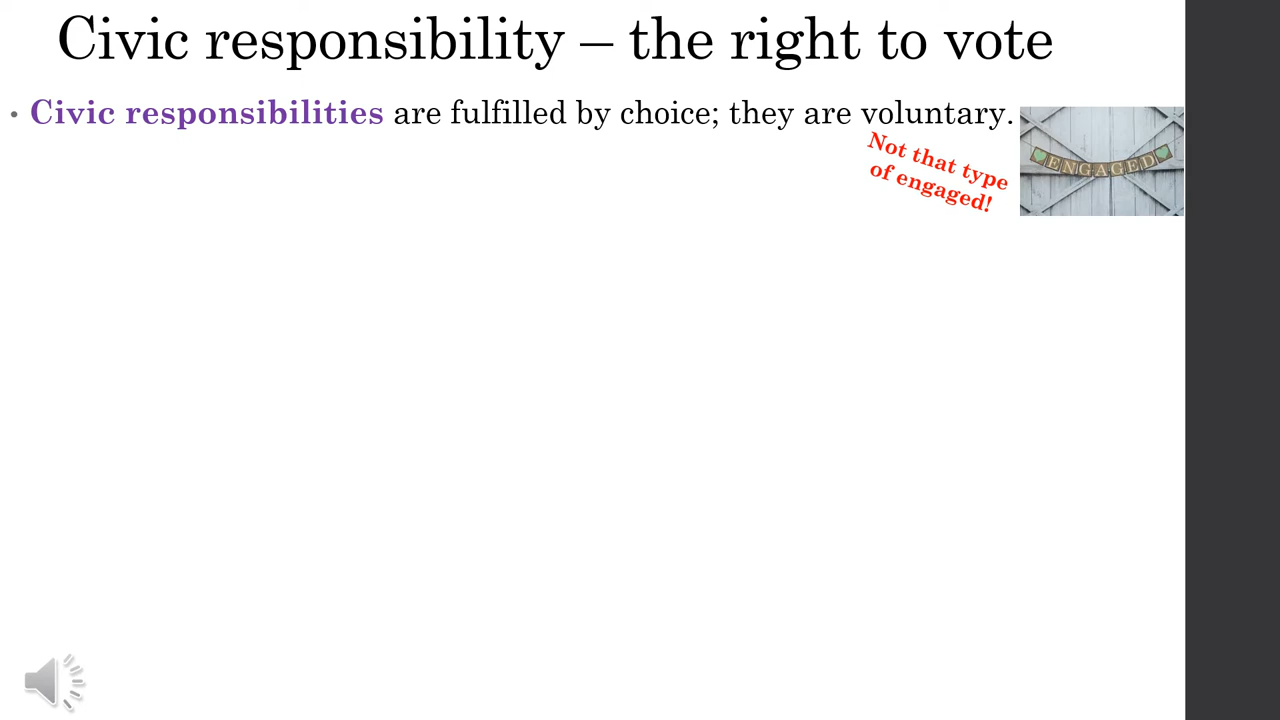 Civic responsibility – the right to vote
• Civic responsibilities are fulfilled by choice; they are voluntary.
Not that type
of engaged!
ENGAGED